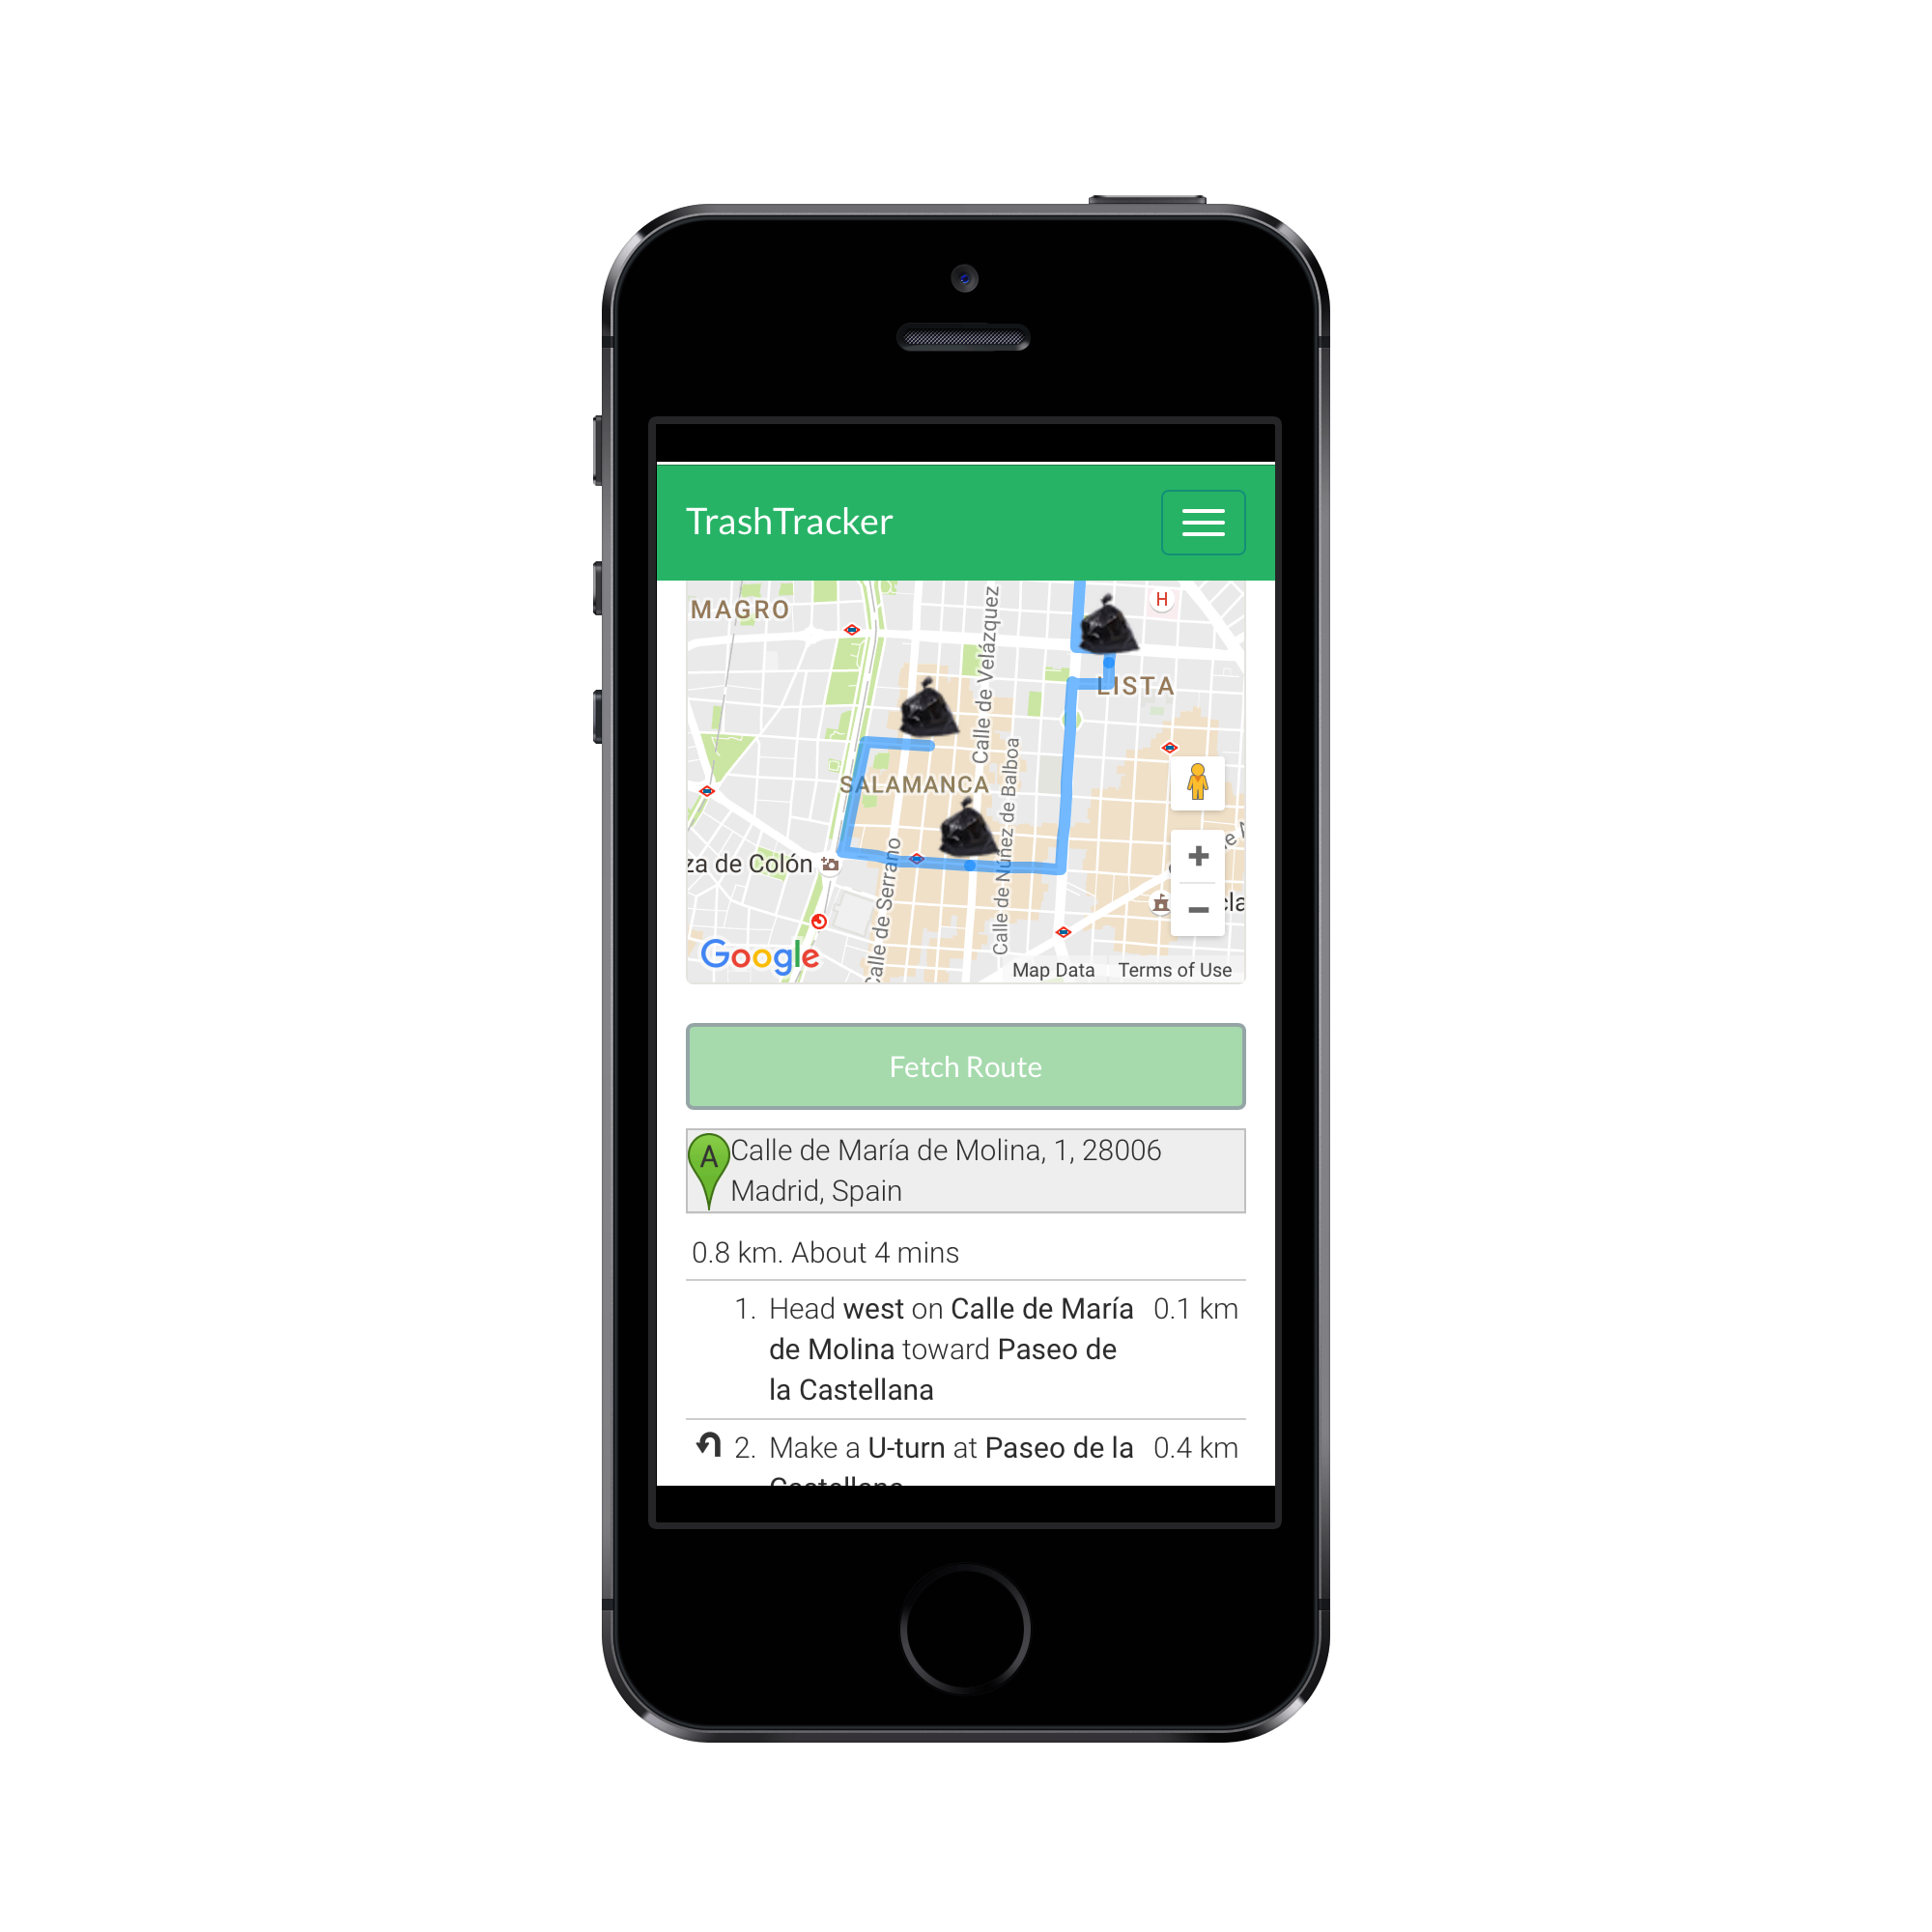 TrashTracker
MAGRO
H
Calle de Velázquez
LISTA
SALAMANCA
Calle de Núñez de Balboa
za de Colón
Calle de Serrano
cla
Google
Map Data
Terms of Use
Fetch Route
A
Calle de María de Molina, 1, 28006
Madrid, Spain
0.8 km. About 4 mins
1. Head west on Calle de María 0.1 km
de Molina toward Paseo de
la Castellana
2. Make a U-turn at Paseo de la 0.4 km
Castellana